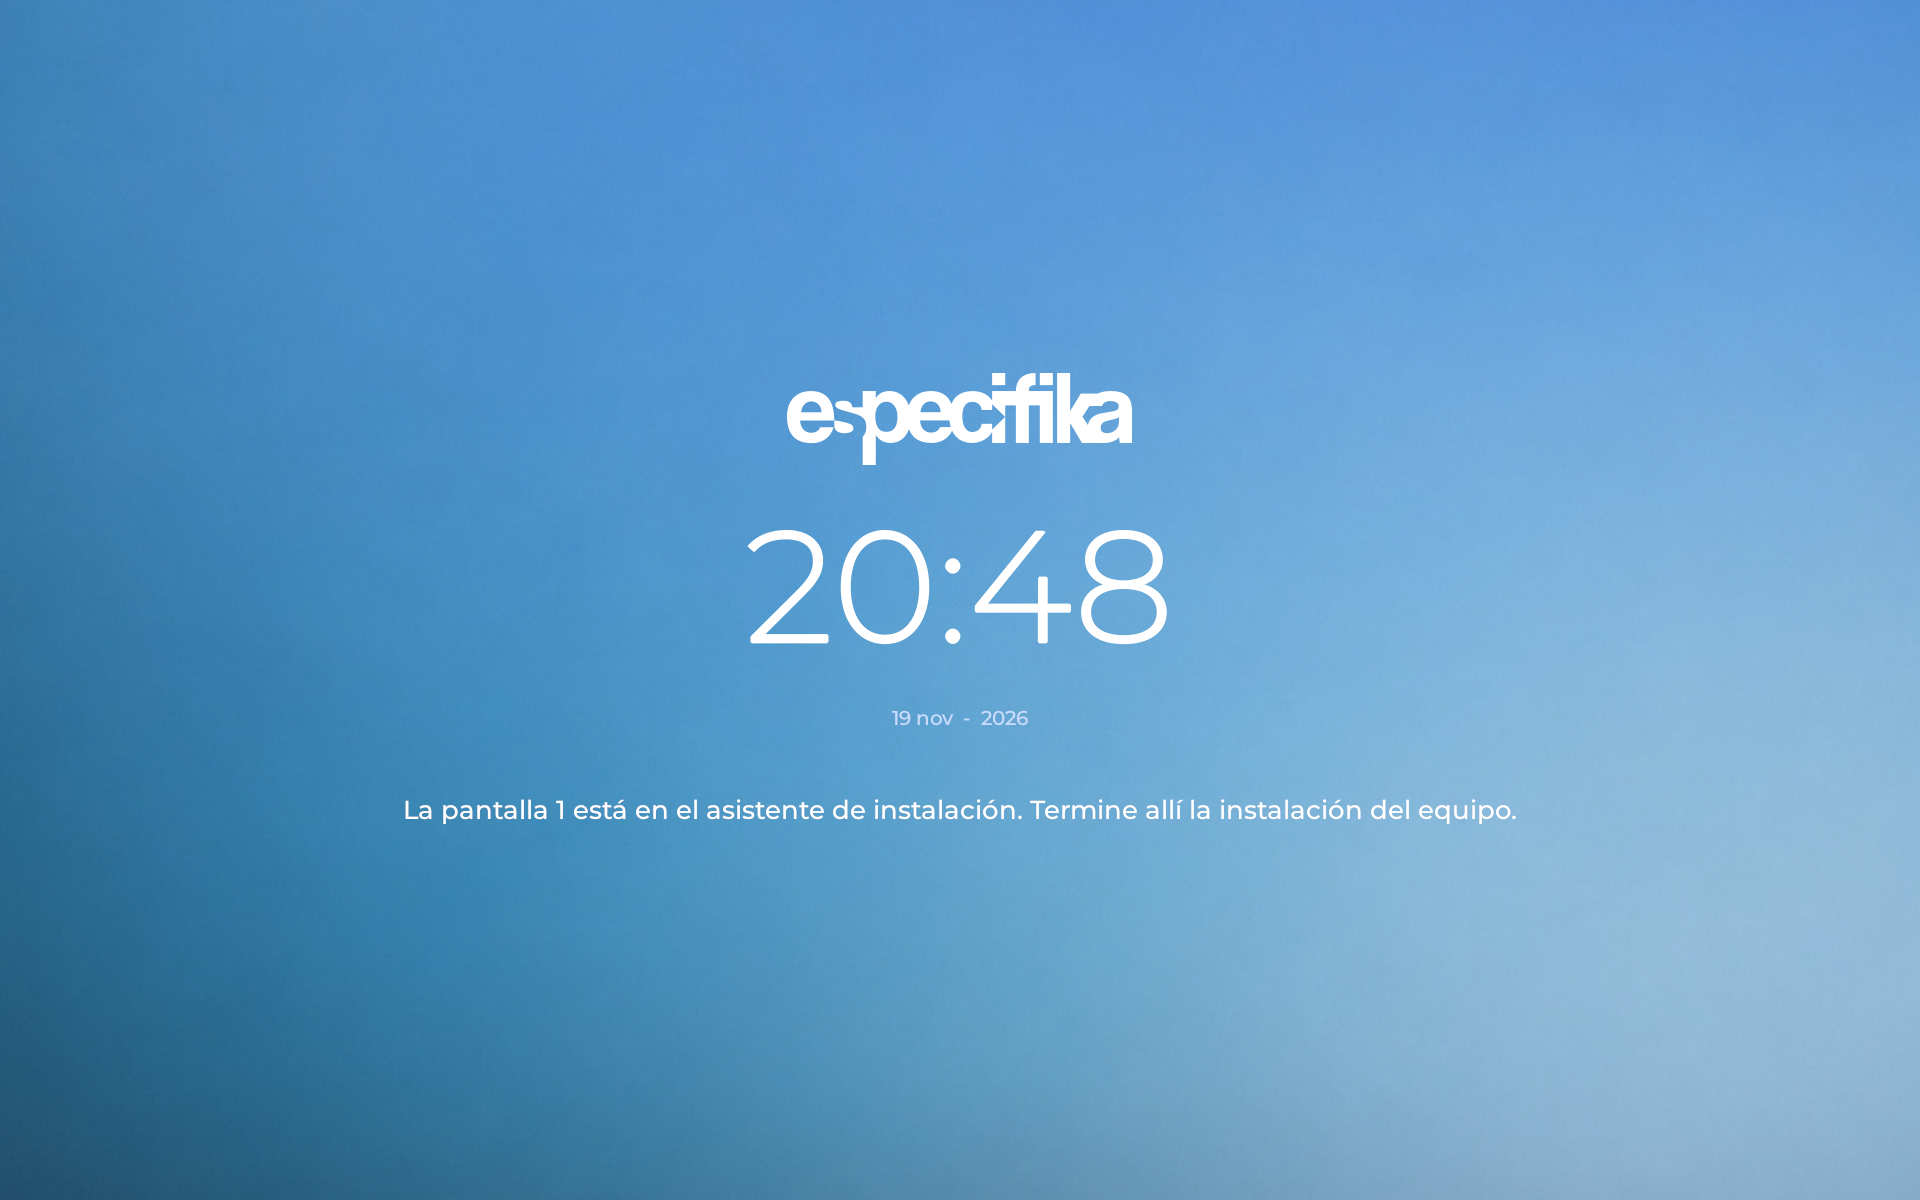 especifika
20:48
19 nov - 2026
La pantalla 1 está en el asistente de instalación. Termine allí la instalación del equipo.